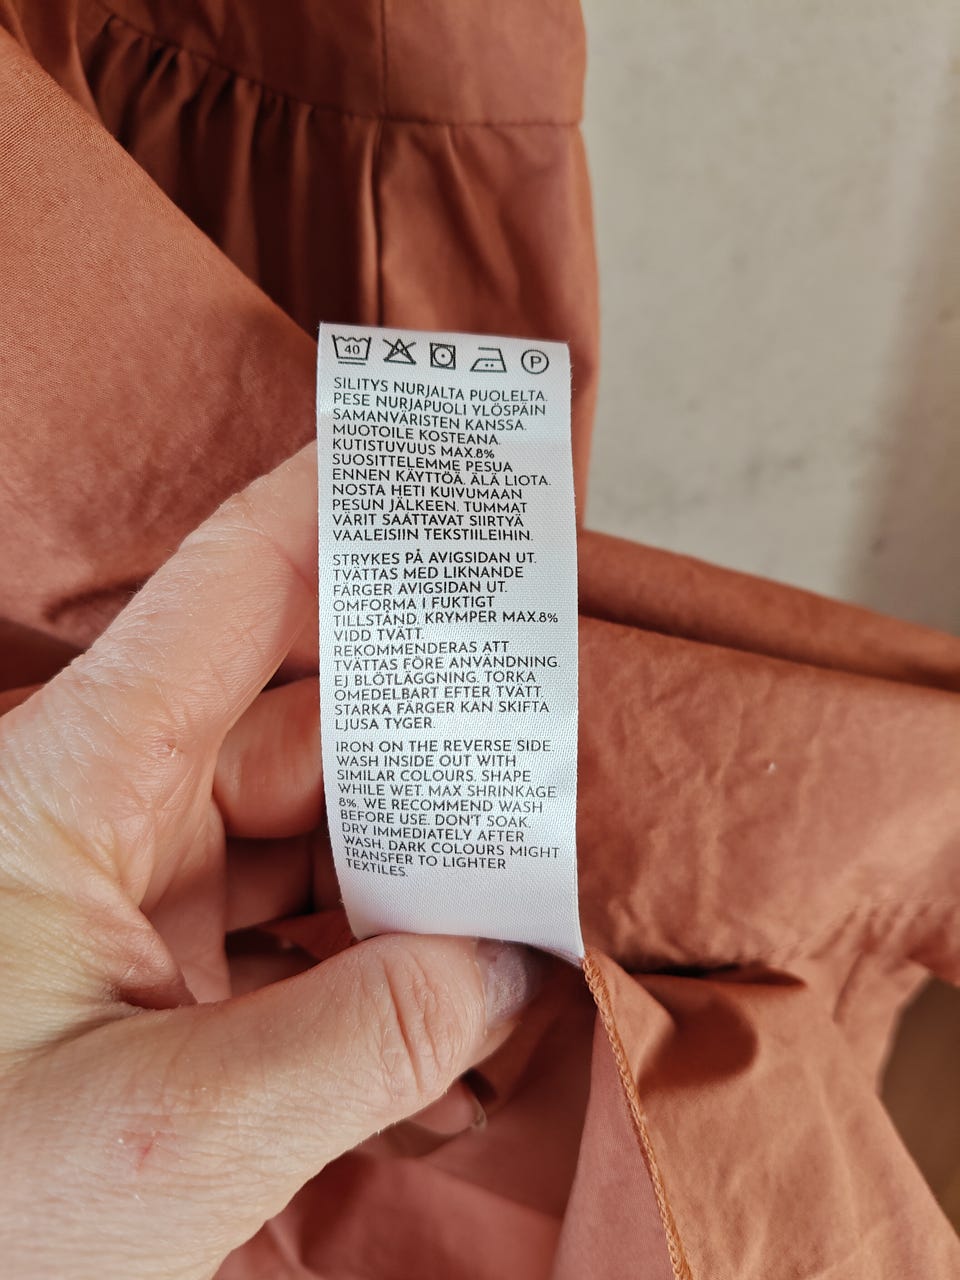 40 P
SILITYS NURJALTA PUOLELTA.
PESE NURJAPUOLI YLÖSPÄIN
SAMANVÄRISTEN KANSSA.
MUOTOILE KOSTEANA.
KUTISTUVUUS MAX.8%
SUOSITTELEMME PESUA
ENNEN KÄYTTÖÄ. ÄLÄ LIOTA.
NOSTA HETI KUIVUMAAN
PESUN JÄLKEEN. TUMMAT
VÄRIT SAATTAVAT SIIRTYÄ
VAALEISIIN TEKSTIILEIHIN.
STRYKES PÅ AVIGSIDAN UT.
TVÄTTAS MED LIKNANDE
FÄRGER AVIGSIDAN UT.
OMFORMA I FUKTIGT
TILLSTÅND. KRYMPER MAX.8%
VIDD TVÄTT.
REKOMMENDERAS ATT
TVÄTTAS FÖRE ANVÄNDNING.
EJ BLÖTLÄGGNING. TORKA
OMEDELBART EFTER TVÄTT.
STARKA FÄRGER KAN SKIFTA
LJUSA TYGER.
IRON ON THE REVERSE SIDE.
WASH INSIDE OUT WITH
SIMILAR COLOURS. SHAPE
WHILE WET. MAX SHRINKAGE
8%. WE RECOMMEND WASH
BEFORE USE. DON'T SOAK.
DRY IMMEDIATELY AFTER
WASH. DARK COLOURS MIGHT
TRANSFER TO LIGHTER
TEXTILES.